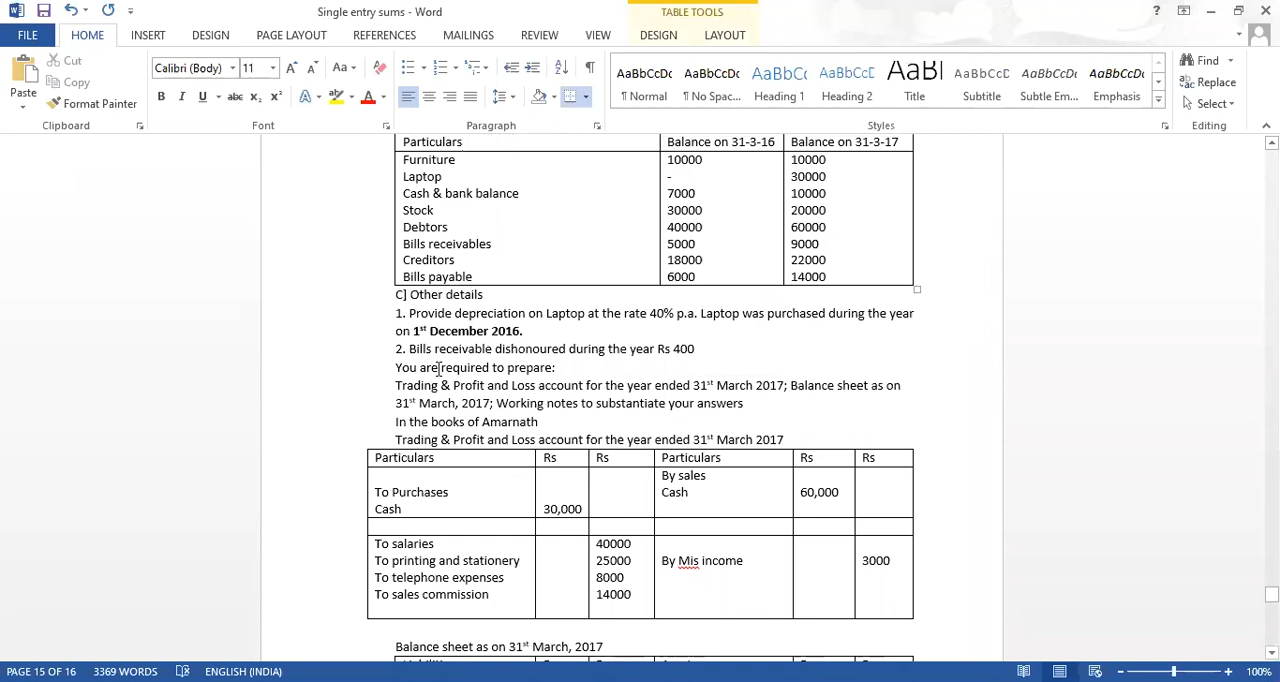 Single entry sums - Word
TABLE TOOLS
?
FILE HOME INSERT DESIGN PAGE LAYOUT REFERENCES MAILINGS REVIEW VIEW DESIGN LAYOUT
Paste
Cut
Copy
Format Painter
Clipboard
Calibri (Body) 11
Font
Paragraph
AaBbCcDc AaBbCcDc AaBbCc AaBbCcC AaBl AaBbCcC AaBbCcDc AaBbCcDc
¶ Normal ¶ No Spac... Heading 1 Heading 2 Title Subtitle Subtle Em... Emphasis
Styles
Find
Replace
Select
Editing
Particulars Balance on 31-3-16 Balance on 31-3-17
Furniture 10000 10000
Laptop - 30000
Cash & bank balance 7000 10000
Stock 30000 20000
Debtors 40000 60000
Bills receivables 5000 9000
Creditors 18000 22000
Bills payable 6000 14000
C] Other details
1. Provide depreciation on Laptop at the rate 40% p.a. Laptop was purchased during the year
on 1st December 2016.
2. Bills receivable dishonoured during the year Rs 400
You are required to prepare:
Trading & Profit and Loss account for the year ended 31st March 2017; Balance sheet as on
31st March, 2017; Working notes to substantiate your answers
In the books of Amarnath
Trading & Profit and Loss account for the year ended 31st March 2017
Particulars Rs Rs Particulars Rs Rs
By sales
To Purchases Cash 60,000
Cash 30,000
To salaries 40000
To printing and stationery 25000 By Mis income 3000
To telephone expenses 8000
To sales commission 14000
Balance sheet as on 31st March, 2017
PAGE 15 OF 16 3369 WORDS ENGLISH (INDIA) 100%